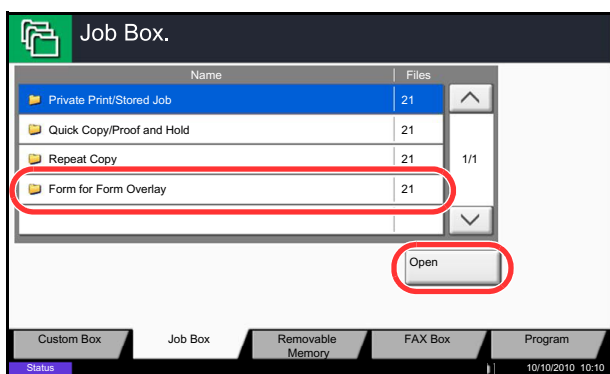 Job Box.
Name Files
Private Print/Stored Job 21
Quick Copy/Proof and Hold 21
Repeat Copy 21 1/1
Form for Form Overlay 21
Open
Custom Box Job Box Removable Memory FAX Box Program
Status 10/10/2010 10:10